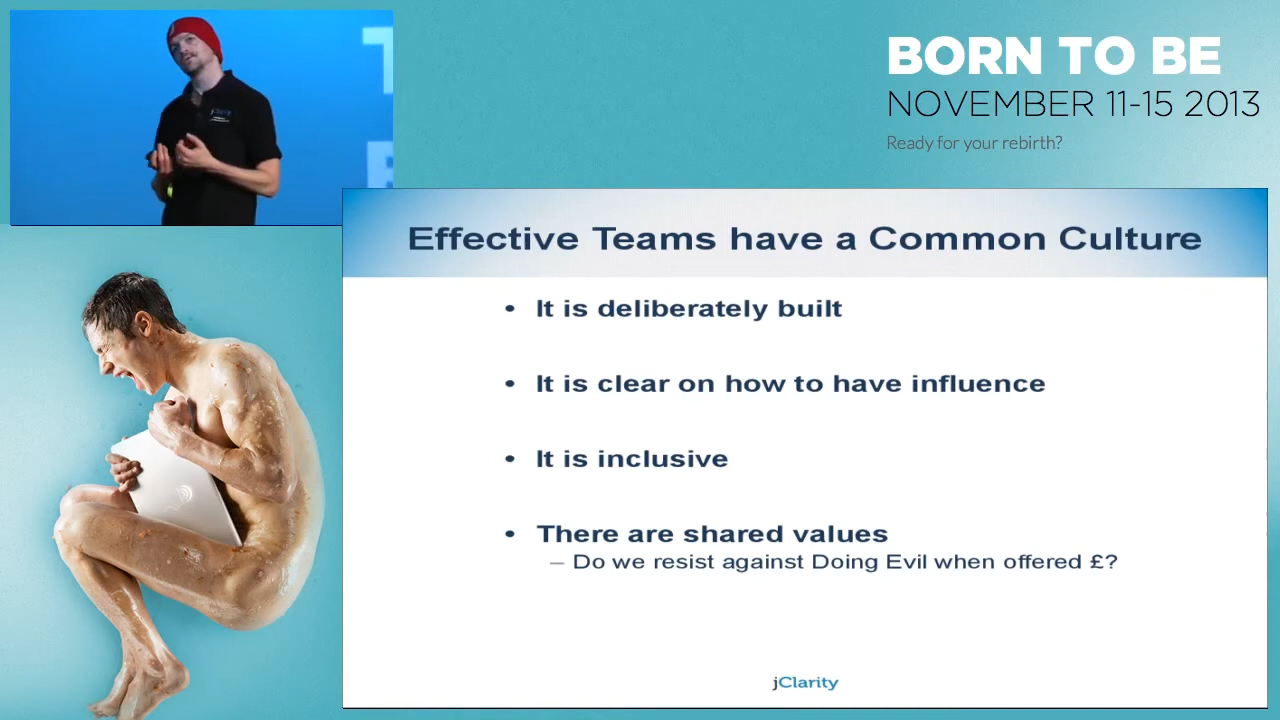 BORN TO BE
NOVEMBER 11-15 2013
Ready for your rebirth?
jClarity
Effective Teams have a Common Culture
• It is deliberately built
• It is clear on how to have influence
• It is inclusive
• There are shared values
– Do we resist against Doing Evil when offered £?
jClarity